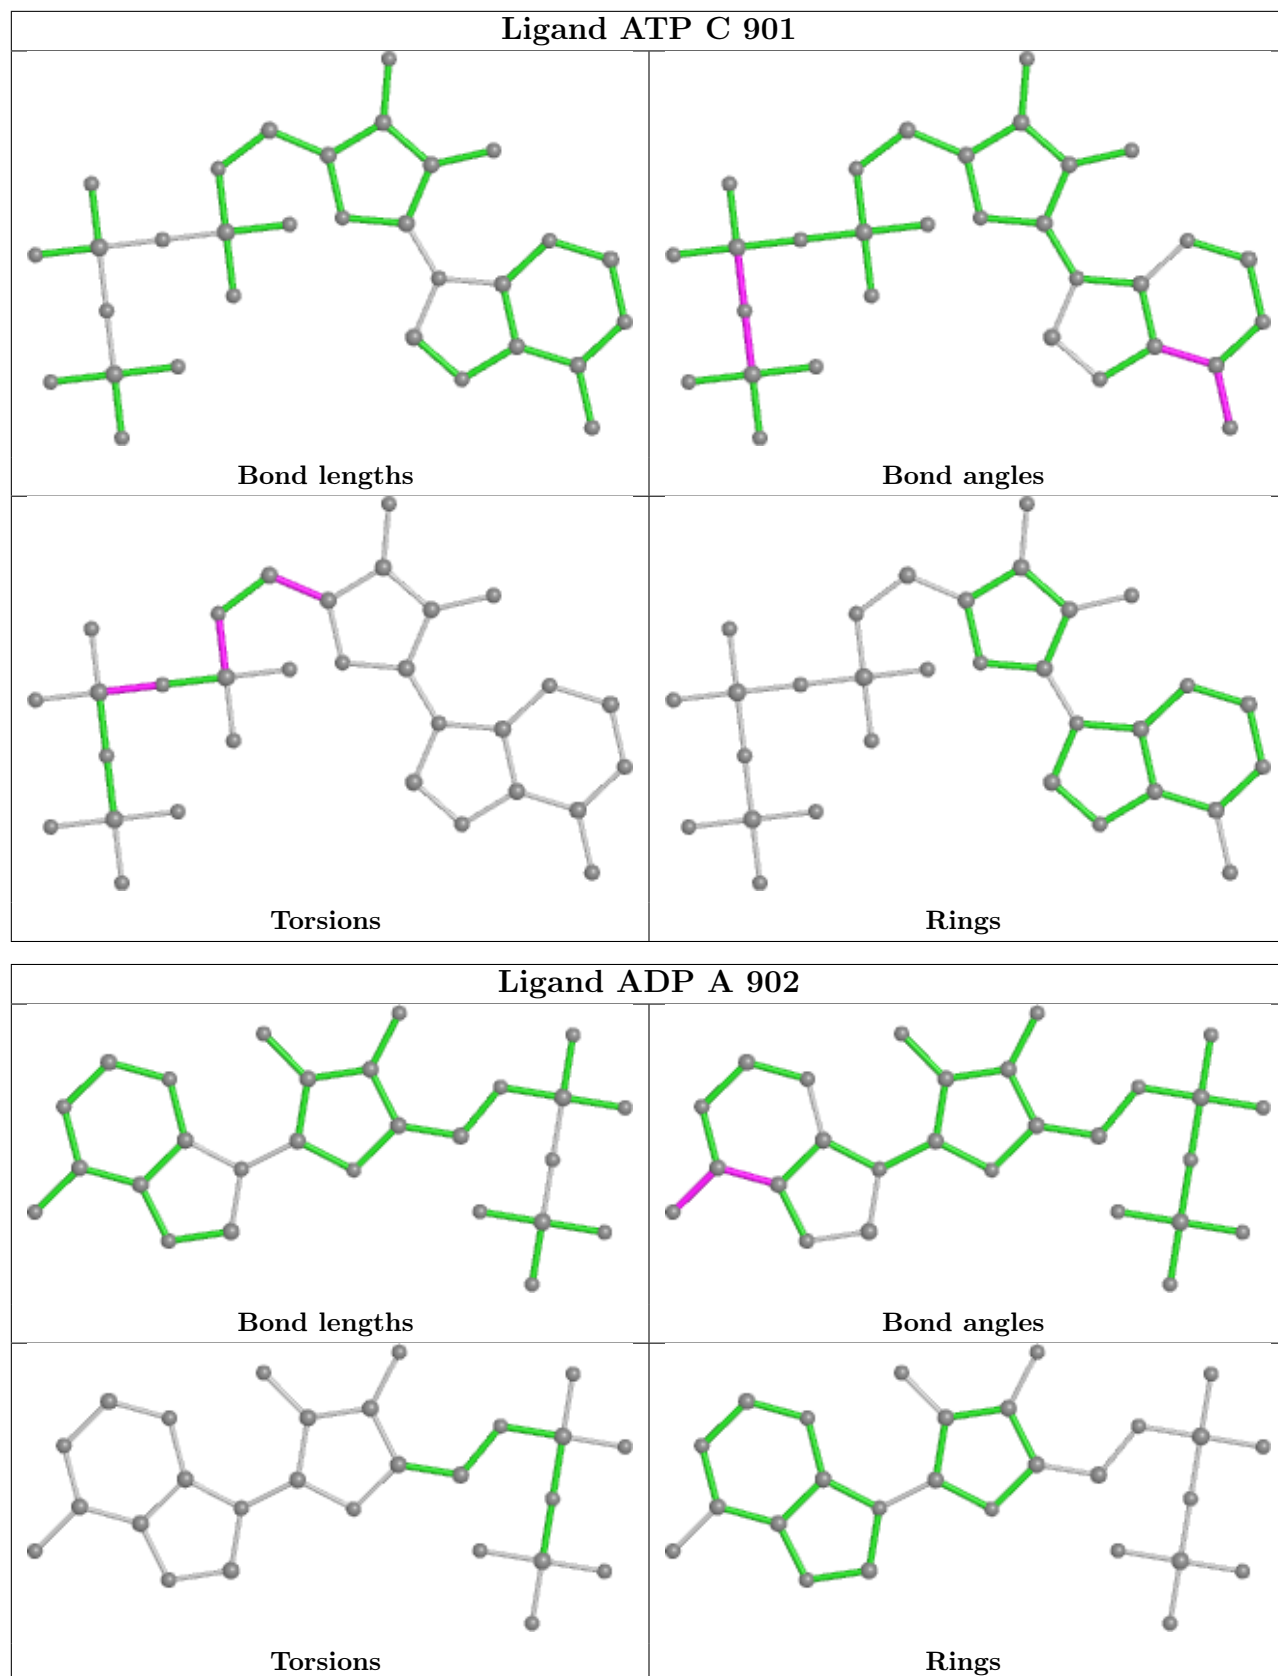 Ligand ATP C 901
Bond lengths
Bond angles
Torsions
Rings
Ligand ADP A 902
Bond lengths
Bond angles
Torsions
Rings